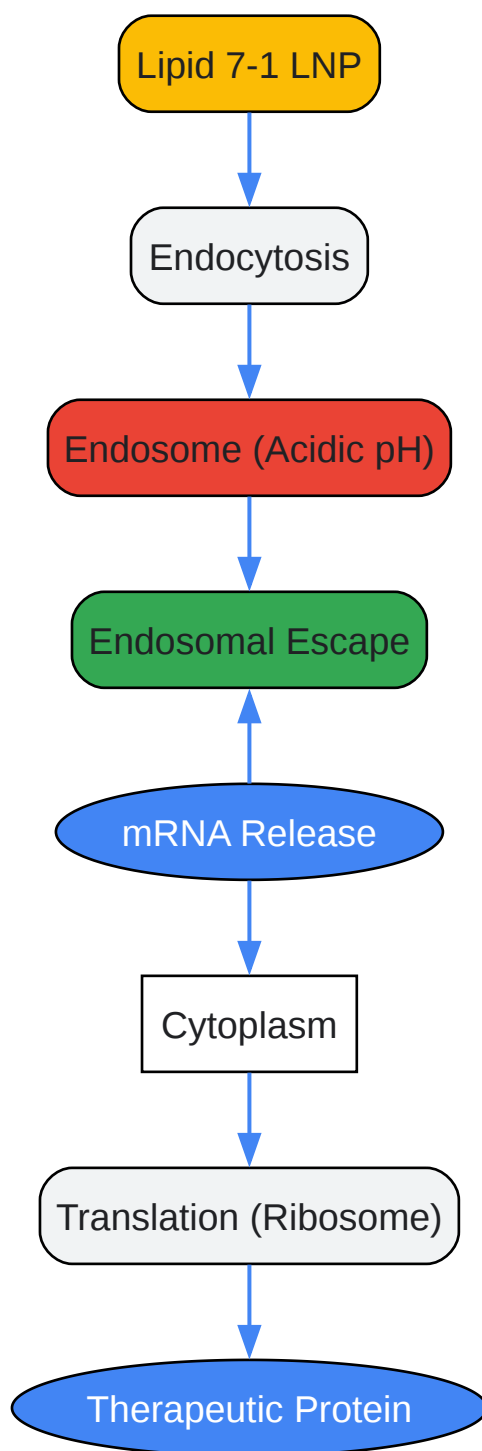 Lipid 7-1 LNP
Endocytosis
Endosome (Acidic pH)
Endosomal Escape
mRNA Release
Cytoplasm
Translation (Ribosome)
Therapeutic Protein